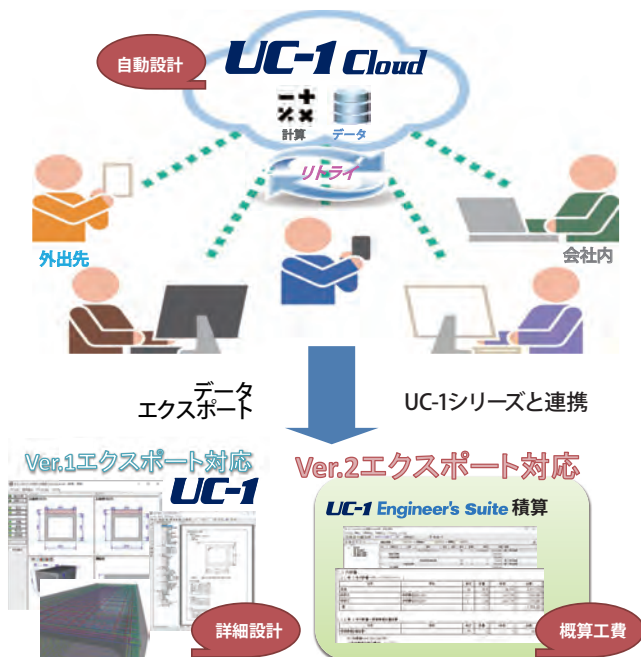 自動設計
UC-1 Cloud
計算
データ
リトライ
外出先
会社内
データ
エクスポート
UC-1シリーズと連携
Ver.1エクスポート対応
UC-1
詳細設計
Ver.2エクスポート対応
UC-1 Engineer's Suite 積算
概算工費